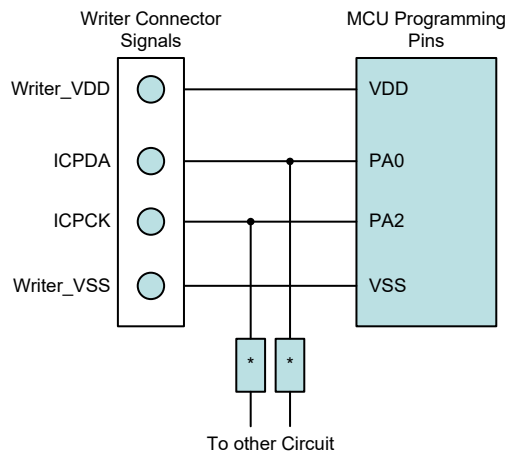 Writer Connector
Signals
MCU Programming
Pins
Writer_VDD
VDD
ICPDA
PA0
ICPCK
PA2
Writer_VSS
VSS
* *
To other Circuit